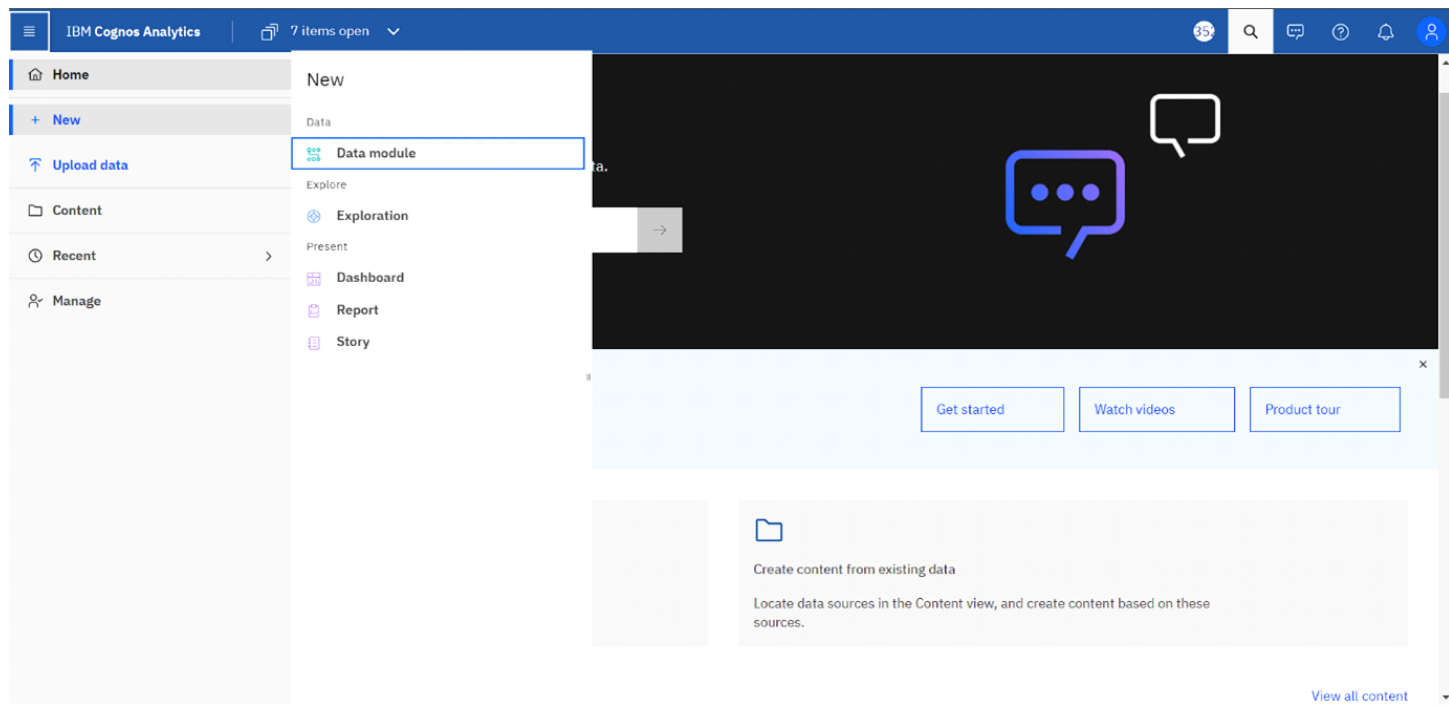 IBM Cognos Analytics
7 items open
352
Home
New
Upload data
Content
Recent
Manage
New
Data
Data module
Explore
Exploration
Present
Dashboard
Report
Story
ta.
Get started
Watch videos
Product tour
Create content from existing data
Locate data sources in the Content view, and create content based on these
sources.
View all content